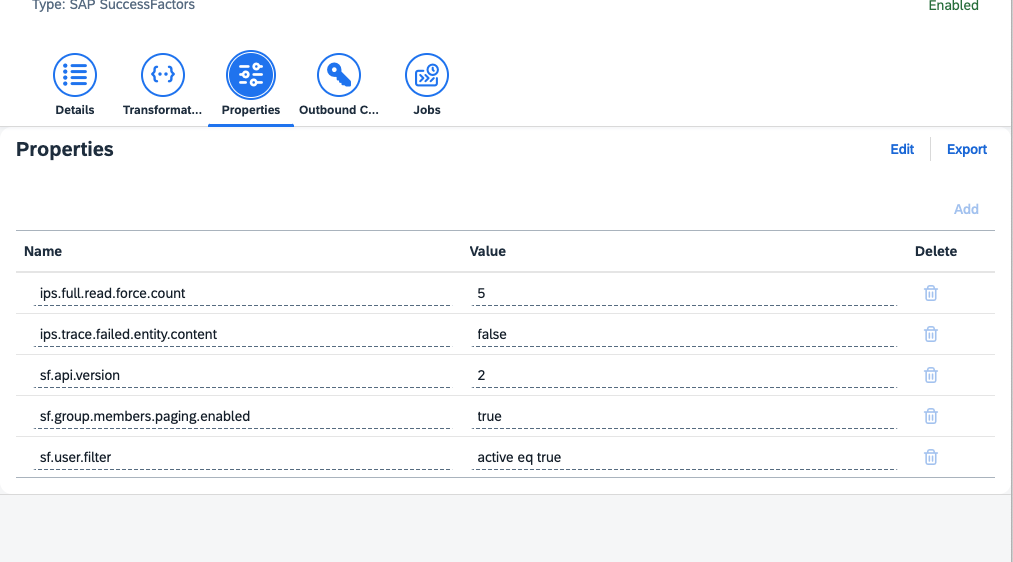 Type: SAP SuccessFactors
Enabled
Details
Transformat...
Properties
Outbound C...
Jobs
Properties
Edit
Export
Add
Name Value Delete
ips.full.read.force.count 5
ips.trace.failed.entity.content false
sf.api.version 2
sf.group.members.paging.enabled true
sf.user.filter active eq true